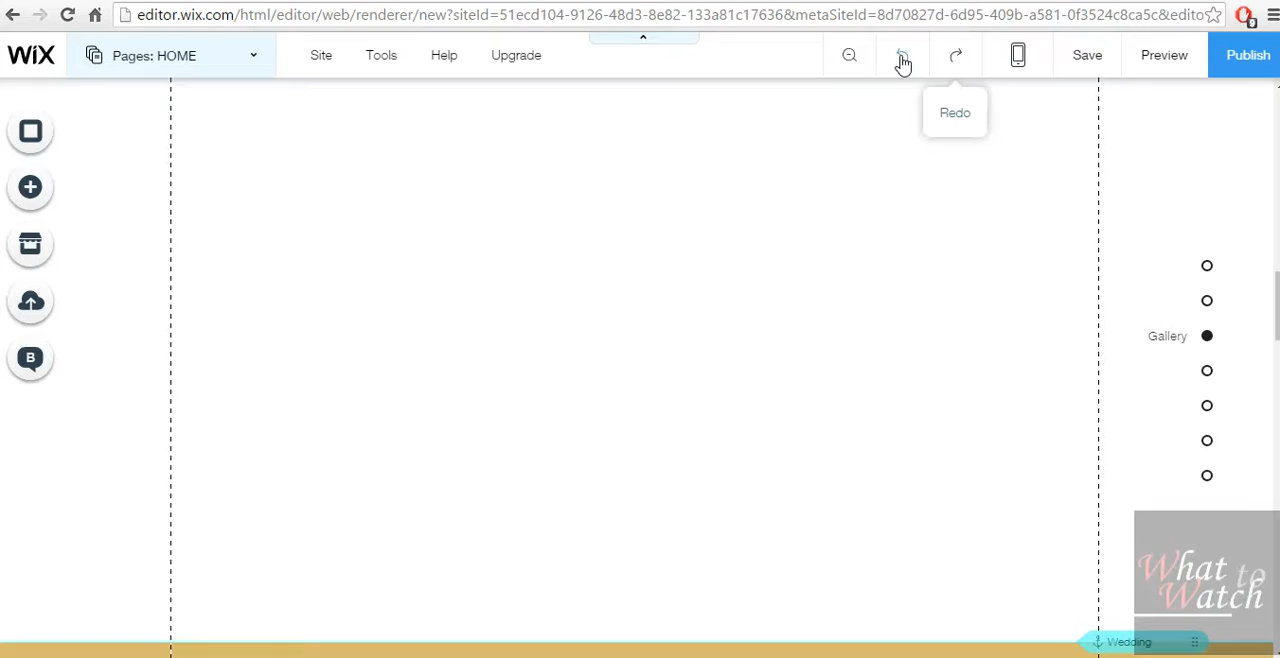 editor.wix.com/html/editor/web/renderer/new?siteId=51ecd104-9126-48d3-8e82-133a81c17636&metaSiteId=8d70827d-6d95-409b-a581-0f3524c8ca5c&edito
9
WiX Pages: HOME Site Tools Help Upgrade Save Preview Publish
Redo
B
Gallery
What to
Watch
Wedding